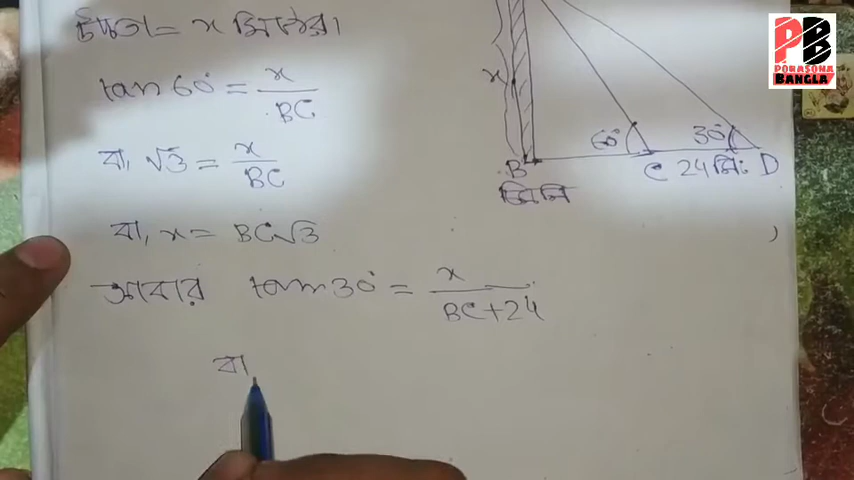 উচ্চতা = x মিটার।
tan 60° = x/BC
বা, √3 = x/BC
বা, x = BC√3
আবার tan 30° = x/BC+24
বা
x
60°
30°
B
C 24 মি: D
PB
PORASONA
BANGLA